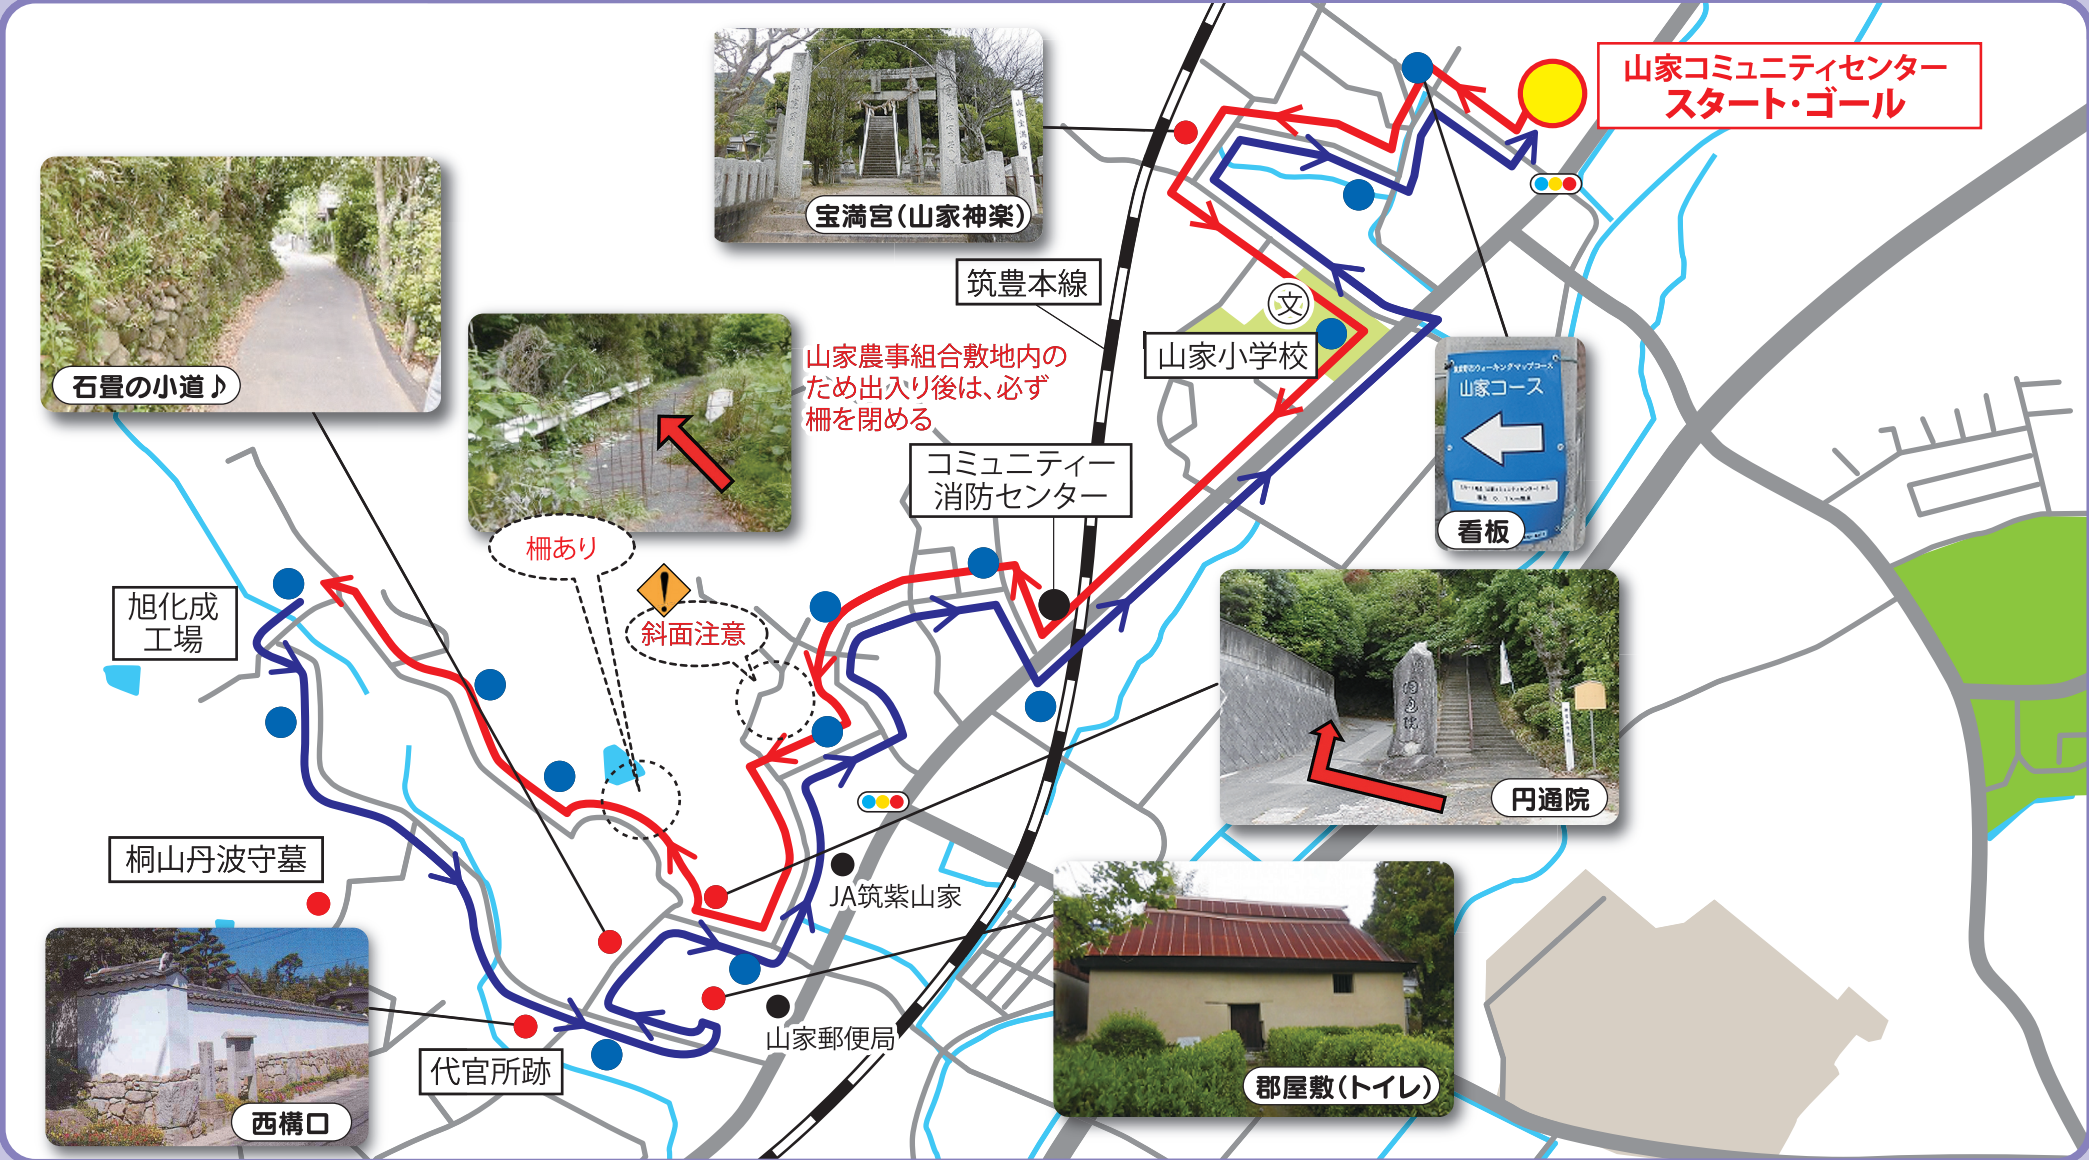 山家コミュニティセンター
スタート・ゴール
宝満宮(山家神楽)
石畳の小道♪
筑豊本線
文
山家小学校
山家農事組合敷地内の
ため出入り後は、必ず
柵を閉める
山家コース
看板
コミュニティー
消防センター
柵あり
斜面注意
旭化成
工場
円通院
桐山丹波守墓
JA筑紫山家
山家郵便局
郡屋敷(トイレ)
代官所跡
西構口